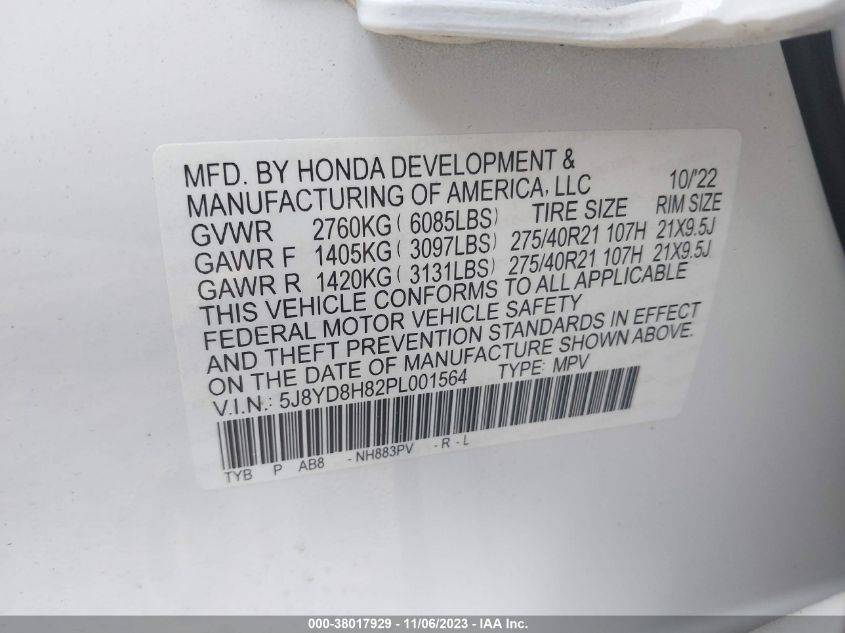 MFD. BY HONDA DEVELOPMENT &
MANUFACTURING OF AMERICA, LLC 10/'22
GVWR 2760KG ( 6085LBS) TIRE SIZE RIM SIZE
GAWR F 1405KG ( 3097LBS) 275/40R21 107H 21X9.5J
GAWR R 1420KG ( 3131LBS) 275/40R21 107H 21X9.5J
THIS VEHICLE CONFORMS TO ALL APPLICABLE
FEDERAL MOTOR VEHICLE SAFETY
AND THEFT PREVENTION STANDARDS IN EFFECT
ON THE DATE OF MANUFACTURE SHOWN ABOVE.
V.I.N.: 5J8YD8H82PL001564 TYPE: MPV
TYB P AB8 - NH883PV - R - L
000-38017929 - 11/06/2023 - IAA Inc.